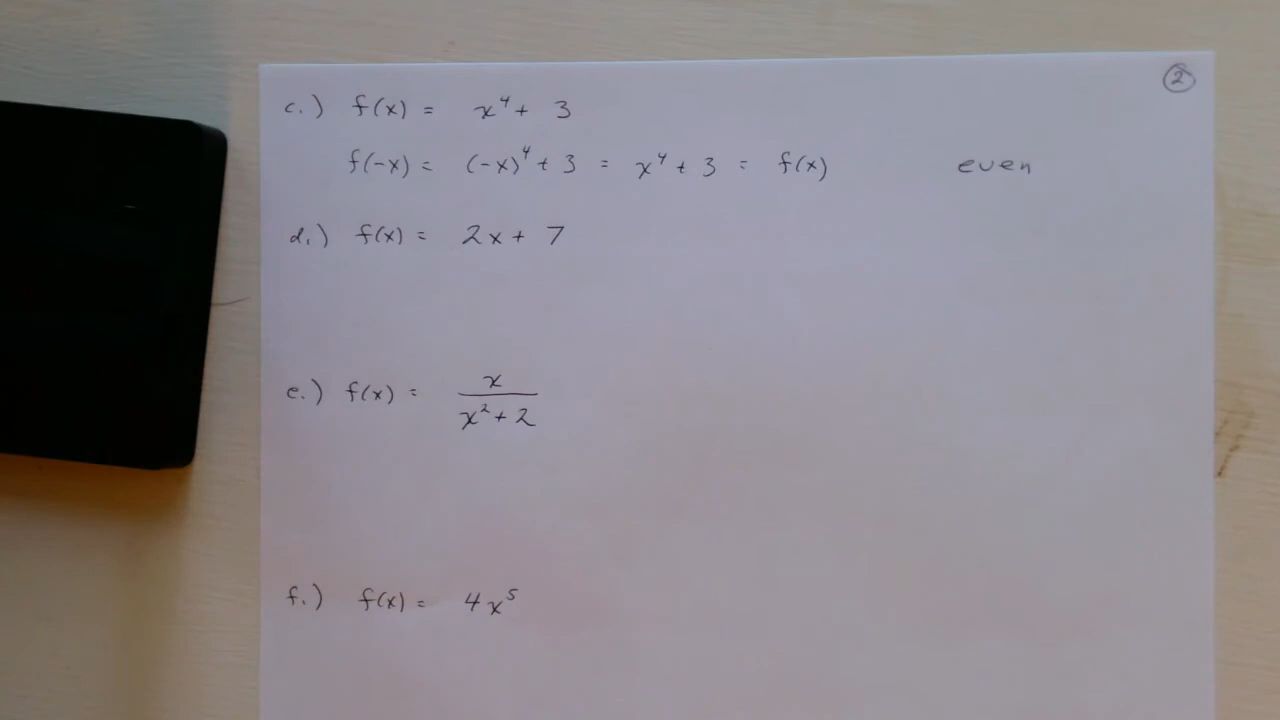 ②
c.) f(x) = x⁴ + 3
f(-x) = (-x)⁴ + 3 = x⁴ + 3 = f(x) even
d.) f(x) = 2x + 7
e.) f(x) = x / (x² + 2)
f.) f(x) = 4x⁵